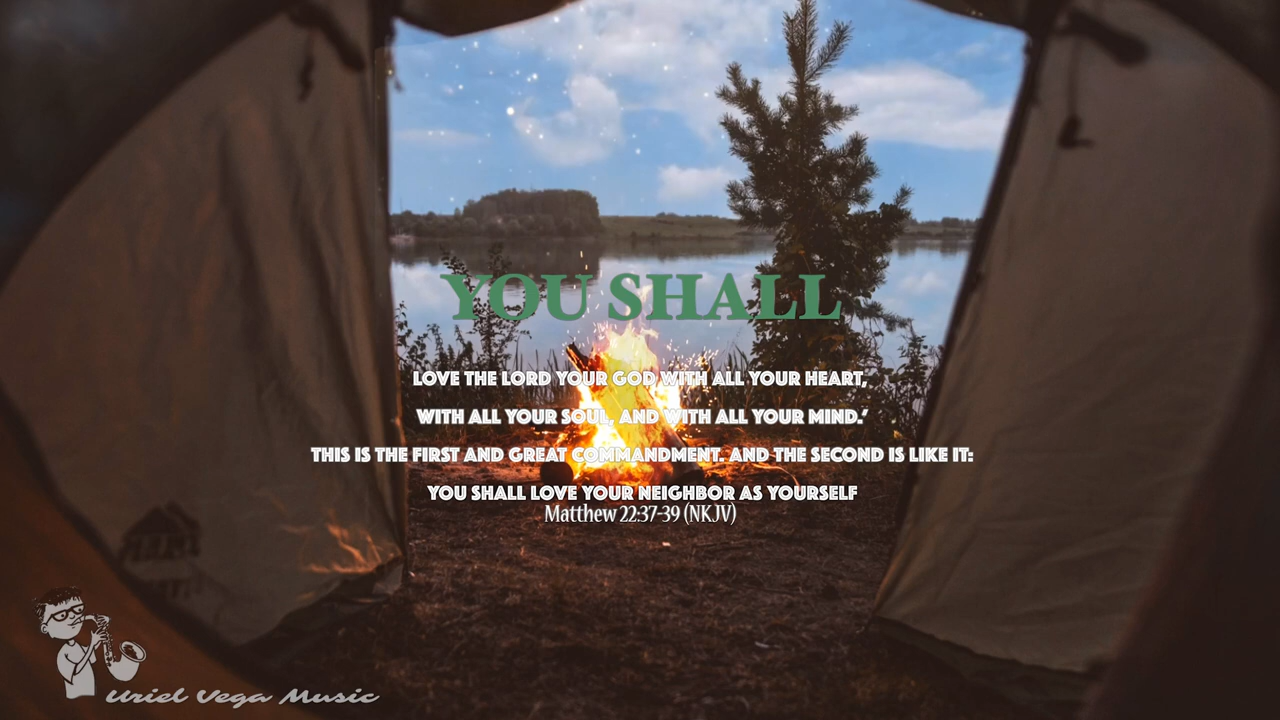 YOU SHALL
LOVE THE LORD YOUR GOD WITH ALL YOUR HEART,
WITH ALL YOUR SOUL, AND WITH ALL YOUR MIND.’
THIS IS THE FIRST AND GREAT COMMANDMENT. AND THE SECOND IS LIKE IT:
YOU SHALL LOVE YOUR NEIGHBOR AS YOURSELF
Matthew 22:37-39 (NKJV)
Uriel Vega Music